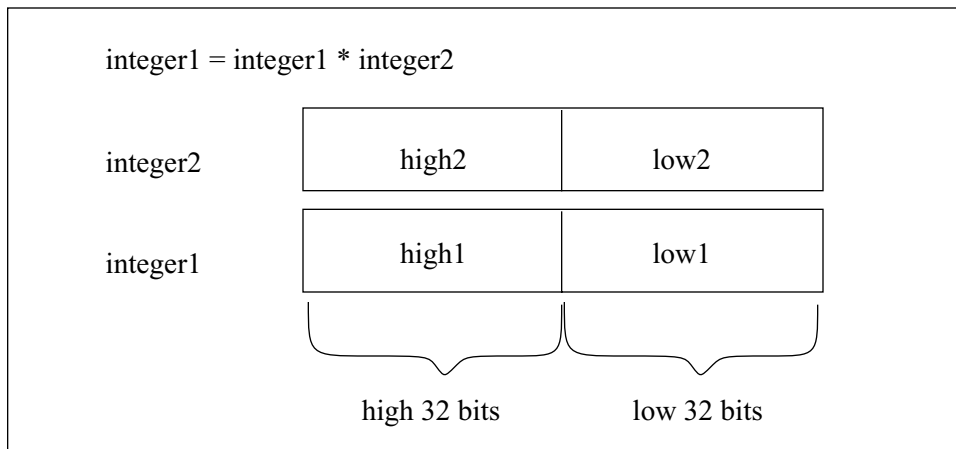 integer1 = integer1 * integer2
integer2 high2 low2
integer1 high1 low1
high 32 bits low 32 bits